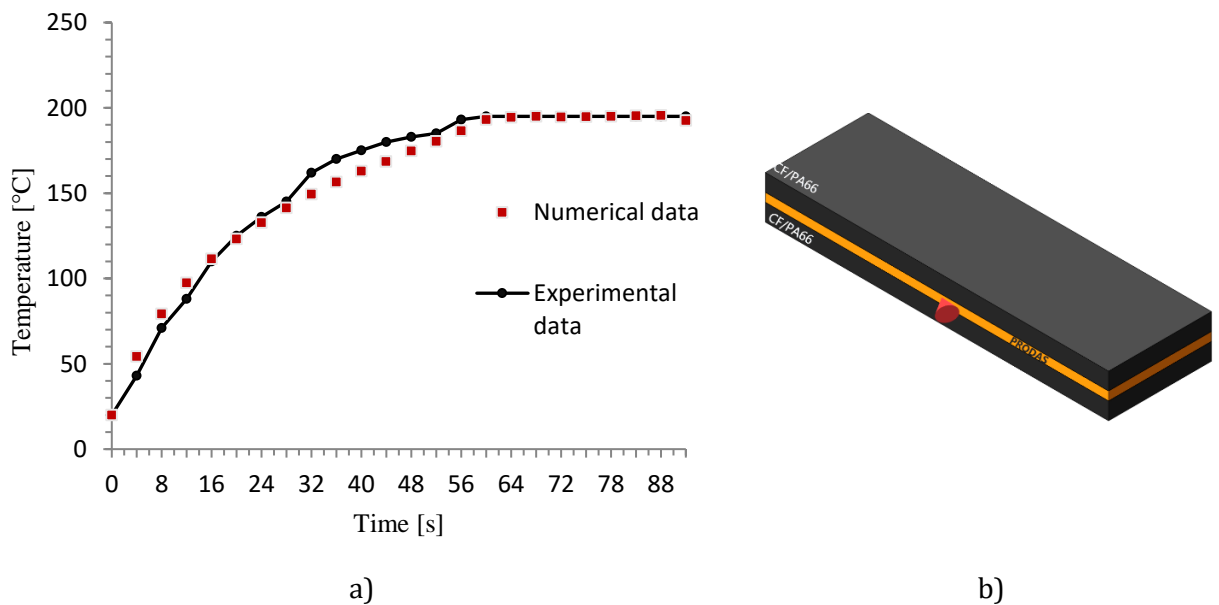 250
200
150
100
50
0
Temperature [°C]
0 8 16 24 32 40 48 56 64 72 78 88
Time [s]
Numerical data
Experimental
data
a)
CF/PA66
CF/PA66
PRODAS
b)